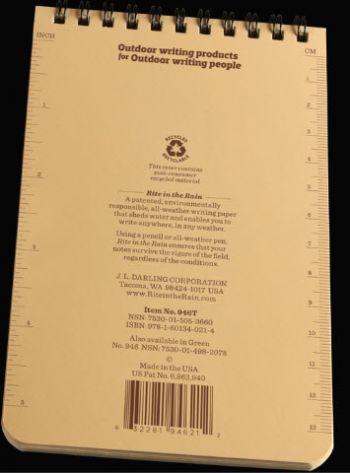 INCH
CM
Outdoor writing products
for Outdoor writing people
RECYCLED
RECYCLABLE
This cover contains
post-consumer
recycled material
Rite in the Rain
A patented, environmentally
responsible, all-weather writing paper
that sheds water and enables you to
write anywhere, in any weather.
Using a pencil or all-weather pen,
Rite in the Rain ensures that your
notes survive the rigors of the field,
regardless of the conditions.
J. L. DARLING CORPORATION
Tacoma, WA 98424-1017 USA
www.RiteintheRain.com
Item No. 946T
NSN: 7530-01-505-3660
ISBN: 978-1-60134-021-4
Also available in Green
No. 946 NSN: 7530-01-498-2078
©
Made in the USA
US Pat No. 6,863,940
6 32281 94621 2